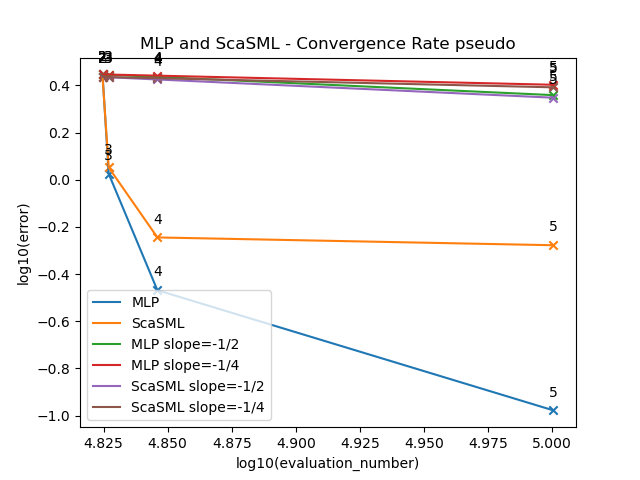 MLP and ScaSML - Convergence Rate pseudo
3
4
5
3
3
4
4
5
5
log10(error)
0.4
0.2
0.0
−0.2
−0.4
−0.6
−0.8
−1.0
MLP
ScaSML
MLP slope=-1/2
MLP slope=-1/4
ScaSML slope=-1/2
ScaSML slope=-1/4
4.825 4.850 4.875 4.900 4.925 4.950 4.975 5.000
log10(evaluation_number)